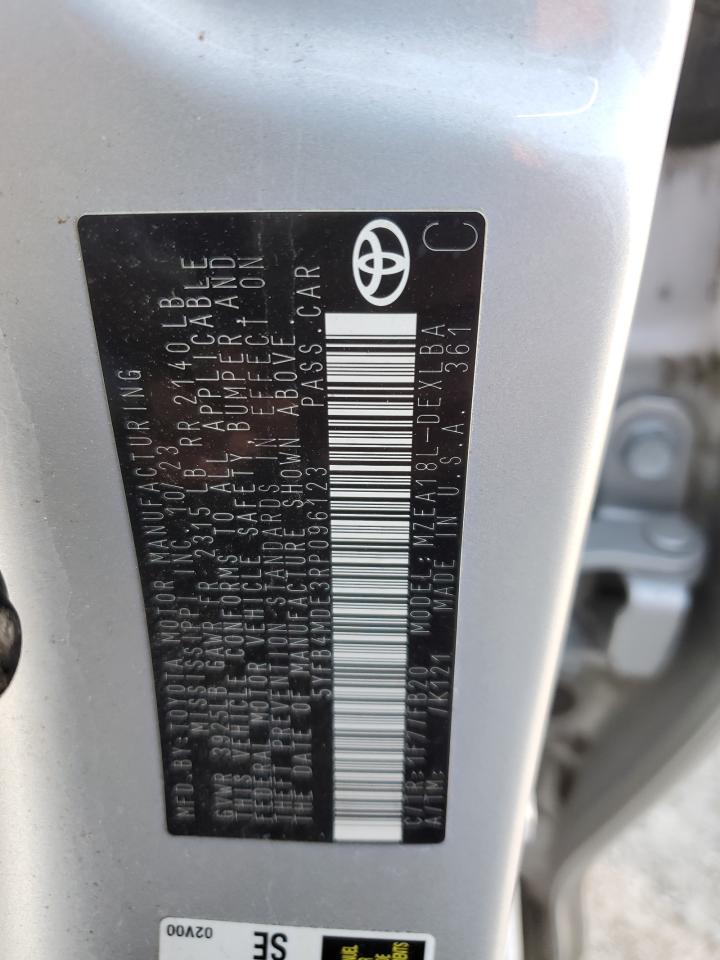 MFD.BY:TOYOTA MOTOR MANUFACTURING
MISSISSIPPI, INC. 10/23
GVWR 3925LB GAWR FR 2315 LB RR 2140LB
THIS VEHICLE CONFORMS TO ALL APPLICABLE
FEDERAL MOTOR VEHICLE SAFETY BUMPER AND
THEFT PREVENTION STANDARDS IN EFFECT ON
THE DATE OF MANUFACTURE SHOWN ABOVE.
5YFB4MDE3RP096123 PASS.CAR
C/TR:1F7/FB20 MODEL:MZEA18L-DEXLBA
A/TM: /K121 MADE IN U.S.A. 361
C
02V00
SE